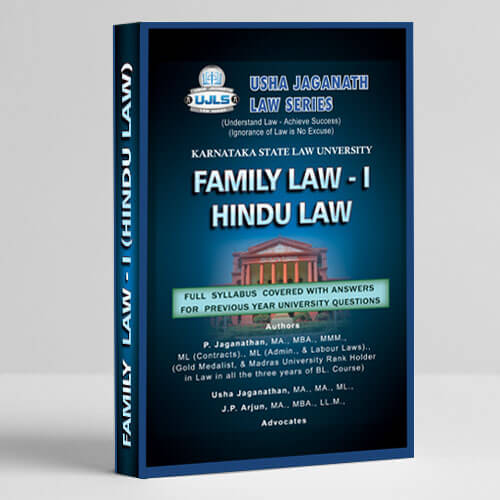 FAMILY LAW - I (HINDU LAW)
UJLS
USHA JAGANATH
LAW SERIES
(Understand Law - Achieve Success)
(Ignorance of Law is No Excuse)
KARNATAKA STATE LAW UNVERSITY
FAMILY LAW - I
HINDU LAW
FULL SYLLABUS COVERED WITH ANSWERS
FOR PREVIOUS YEAR UNIVERSITY QUESTIONS
Authors
P. Jaganathan, MA., MBA., MMM.,
ML (Contracts)., ML (Admin., & Labour Laws).,
(Gold Medalist, & Madras University Rank Holder
in Law in all the three years of BL. Course)
Usha Jaganathan, MA., MA., ML.,
J.P. Arjun, MA., MBA., LL.M.,
Advocates